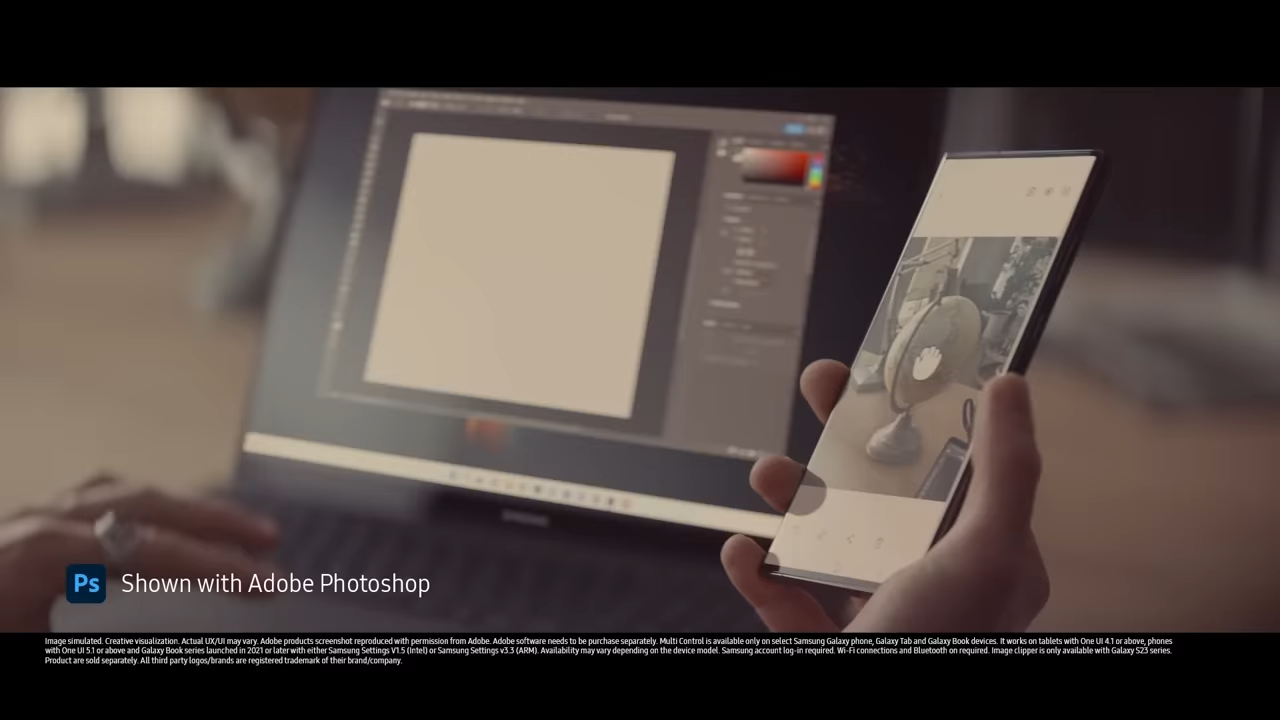 Ps Shown with Adobe Photoshop
Image simulated. Creative visualization. Actual UX/UI may vary. Adobe products screenshot reproduced with permission from Adobe. Adobe software needs to be purchase separately. Multi Control is available only on select Samsung Galaxy phone, Galaxy Tab and Galaxy Book devices. It works on tablets with One UI 4.1 or above, phones
with One UI 5.1 or above and Galaxy Book series launched in 2021 or later with either Samsung Settings V1.5 (Intel) or Samsung Settings v3.3 (ARM). Availability may vary depending on the device model. Samsung account log-in required. Wi-Fi connections and Bluetooth on required. Image clipper is only available with Galaxy S23 series.
Product are sold separately. All third party logos/brands are registered trademark of their brand/company.